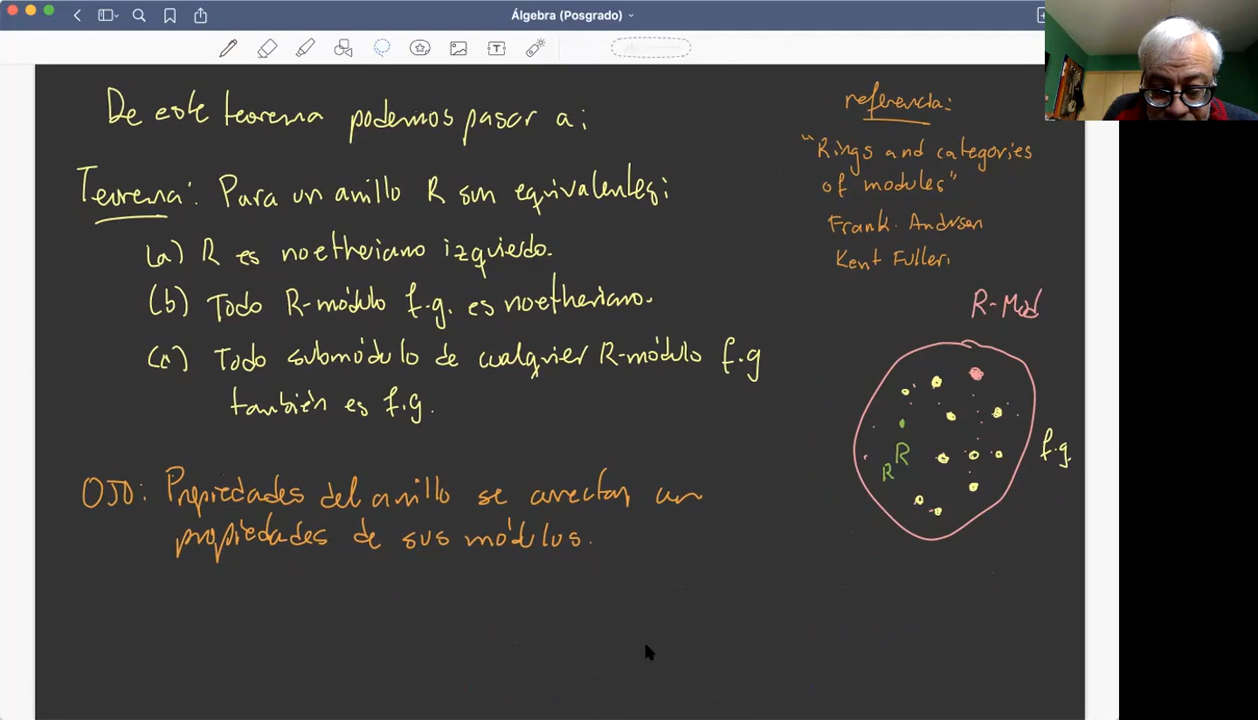 Álgebra (Posgrado)
De este teorema podemos pasar a:
Teorema: Para un anillo R son equivalentes:
(a) R es noetheriano izquierdo.
(b) Todo R-módulo f.g. es noetheriano.
(c) Todo submódulo de cualquier R-módulo f.g
también es f.g.
OJO: Propiedades del anillo se conectan con
propiedades de sus módulos.
referencia:
"Rings and categories
of modules"
Frank. Andrson
Kent Fuller.
R-Mod
R
R
f.g.